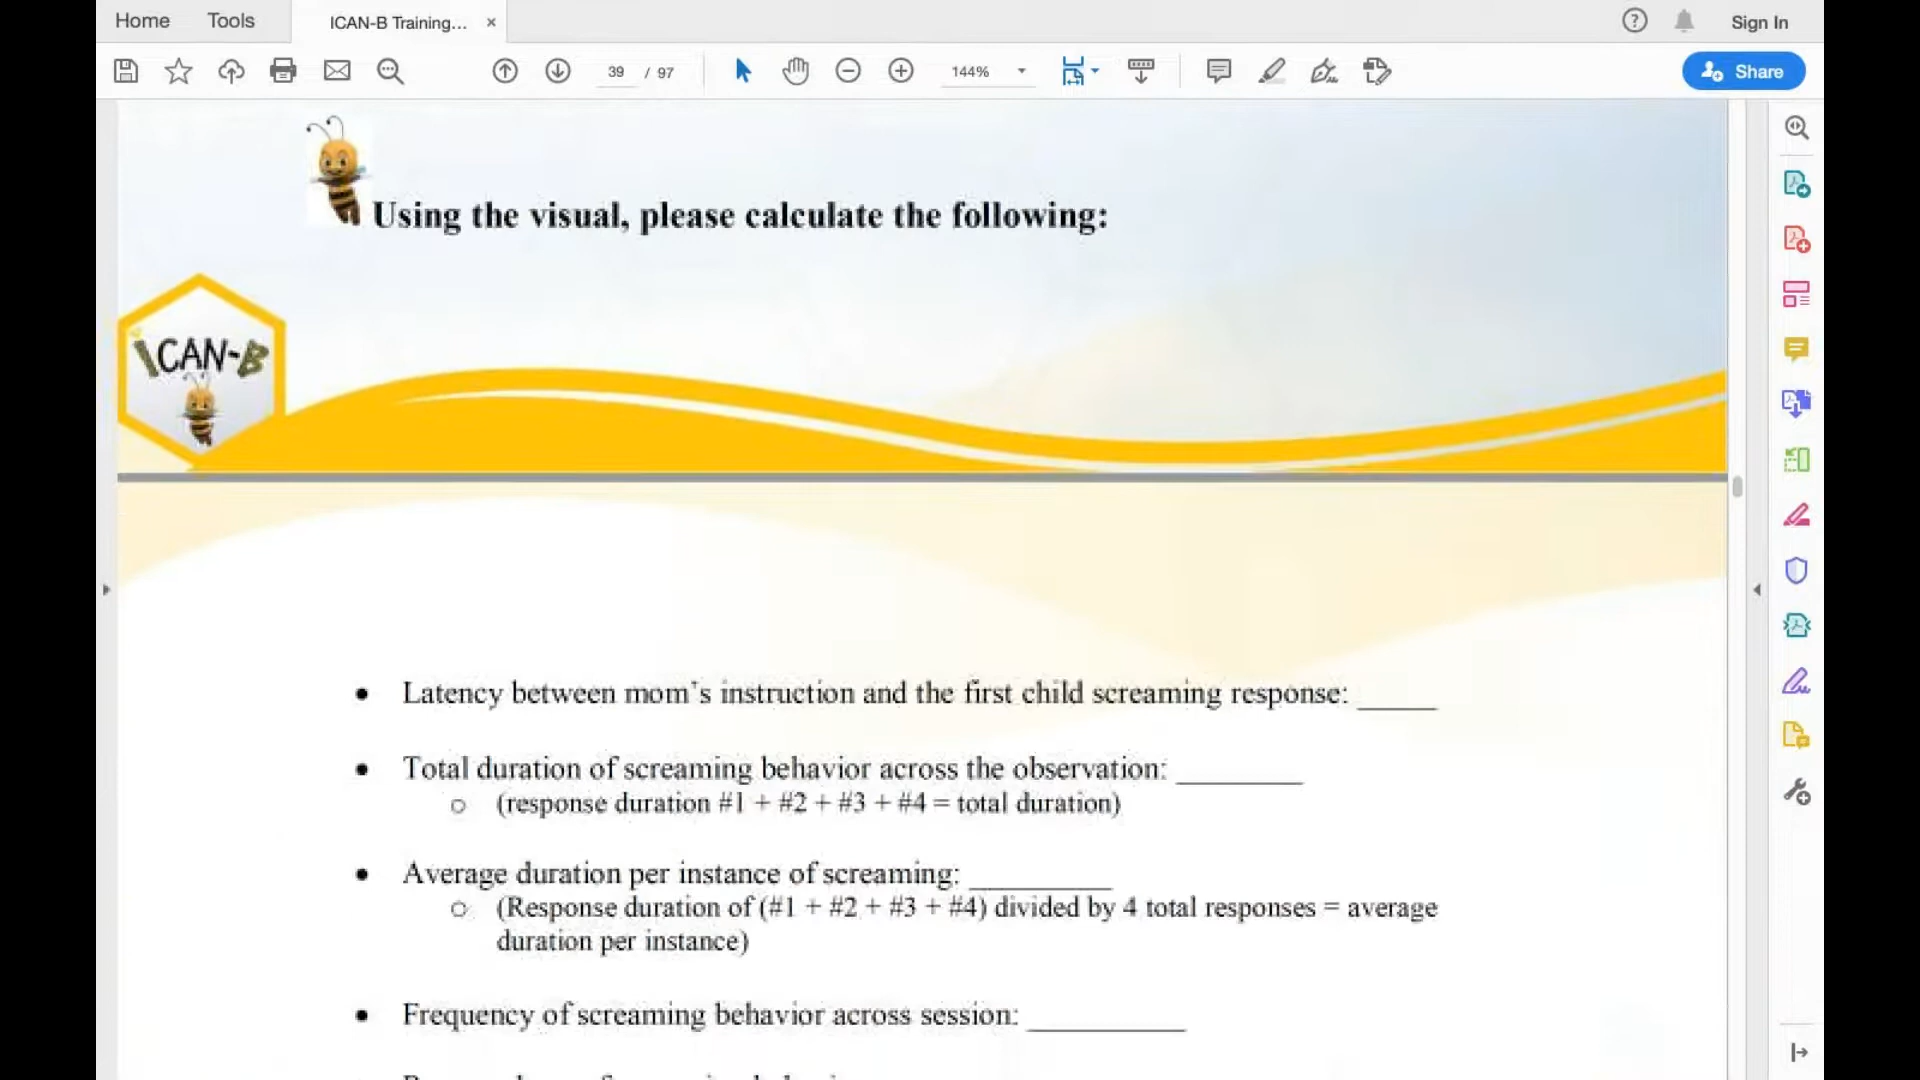 Home Tools ICAN-B Training... × Sign In
39 / 97 144% Share
Using the visual, please calculate the following:
ICAN-B
• Latency between mom's instruction and the first child screaming response: _____
• Total duration of screaming behavior across the observation: ________
o (response duration #1 + #2 + #3 + #4 = total duration)
• Average duration per instance of screaming: _________
o (Response duration of (#1 + #2 + #3 + #4) divided by 4 total responses = average
duration per instance)
• Frequency of screaming behavior across session: __________